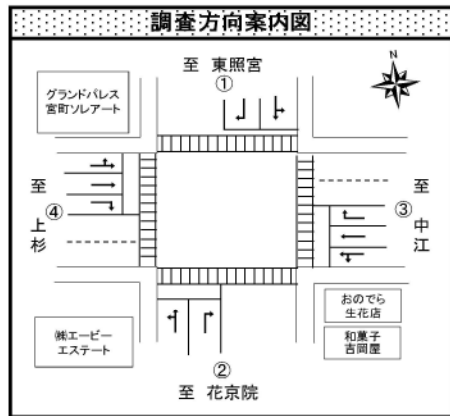 調査方向案内図
至 東照宮
①
N
グランドパレス
宮町ソレアート
至
④
上
杉
至
③
中
江
おのでら
生花店
和菓子
吉岡屋
㈱エービー
エステート
②
至 花京院